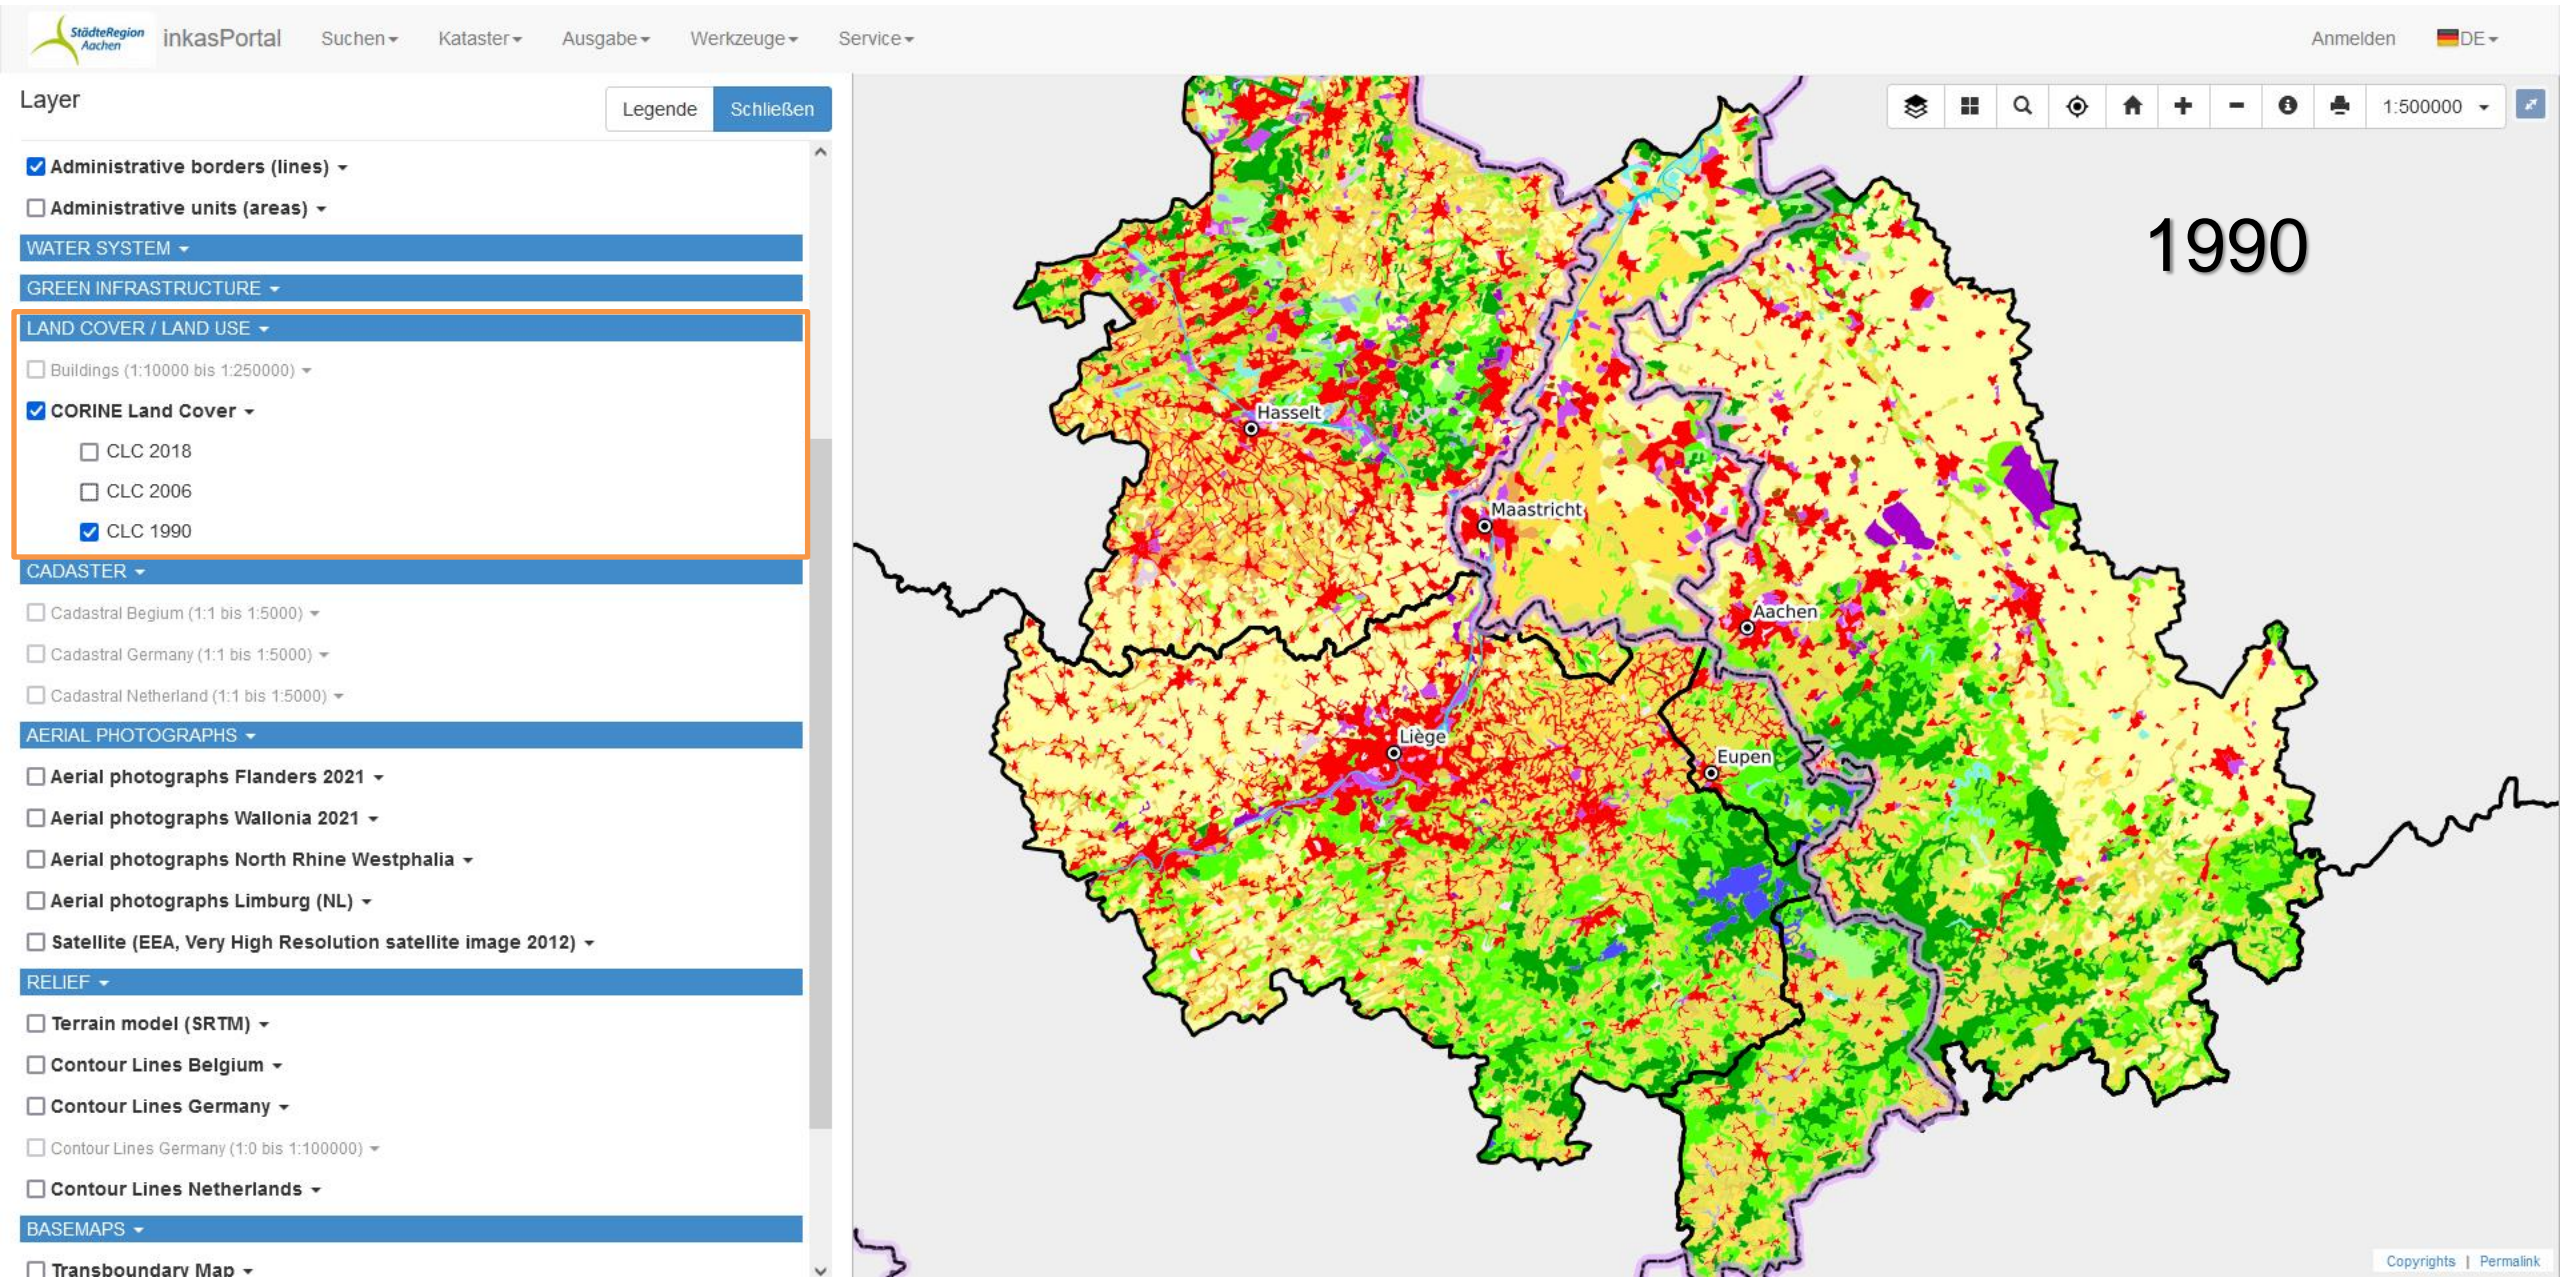 StädteRegion
Aachen
inkasPortal
Suchen
Kataster
Ausgabe
Werkzeuge
Service
Anmelden
DE
Layer
Legende
Schließen
Administrative borders (lines)
Administrative units (areas)
WATER SYSTEM
GREEN INFRASTRUCTURE
LAND COVER / LAND USE
Buildings (1:10000 bis 1:250000)
CORINE Land Cover
CLC 2018
CLC 2006
CLC 1990
CADASTER
Cadastral Begium (1:1 bis 1:5000)
Cadastral Germany (1:1 bis 1:5000)
Cadastral Netherland (1:1 bis 1:5000)
AERIAL PHOTOGRAPHS
Aerial photographs Flanders 2021
Aerial photographs Wallonia 2021
Aerial photographs North Rhine Westphalia
Aerial photographs Limburg (NL)
Satellite (EEA, Very High Resolution satellite image 2012)
RELIEF
Terrain model (SRTM)
Contour Lines Belgium
Contour Lines Germany
Contour Lines Germany (1:0 bis 1:100000)
Contour Lines Netherlands
BASEMAPS
Transboundary Map
1:500000
1990
Hasselt
Maastricht
Aachen
Liège
Eupen
Copyrights | Permalink